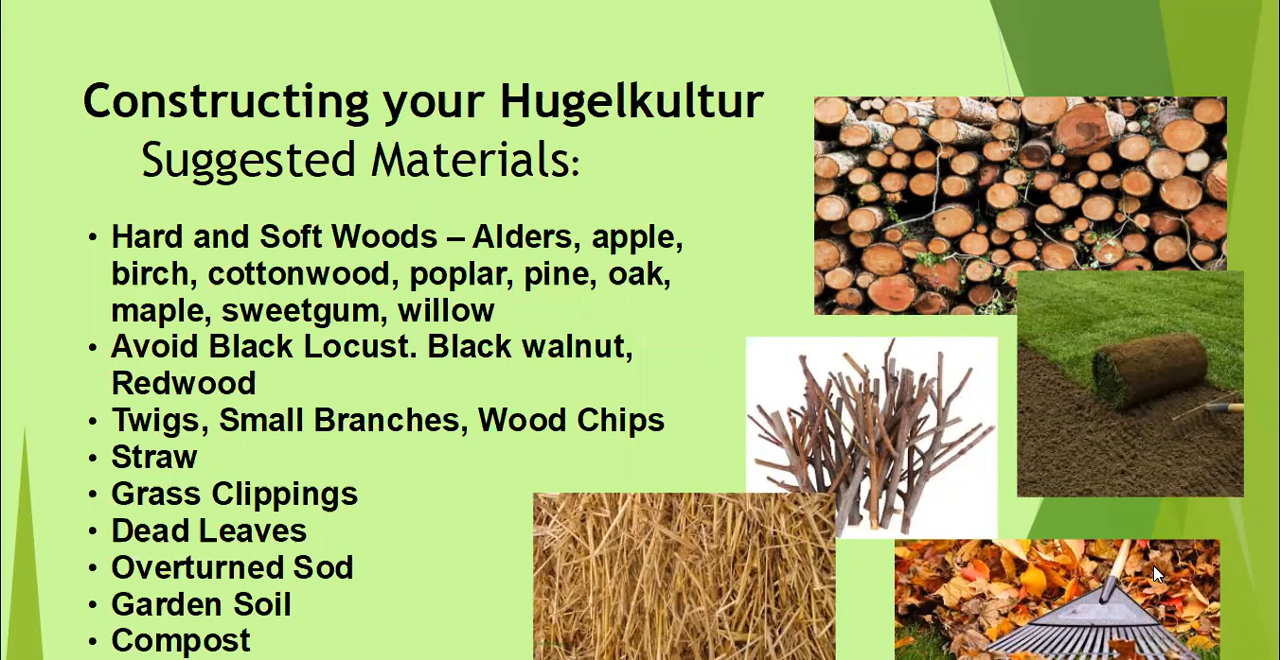 Constructing your Hugelkultur
Suggested Materials:
• Hard and Soft Woods – Alders, apple,
birch, cottonwood, poplar, pine, oak,
maple, sweetgum, willow
• Avoid Black Locust. Black walnut,
Redwood
• Twigs, Small Branches, Wood Chips
• Straw
• Grass Clippings
• Dead Leaves
• Overturned Sod
• Garden Soil
• Compost